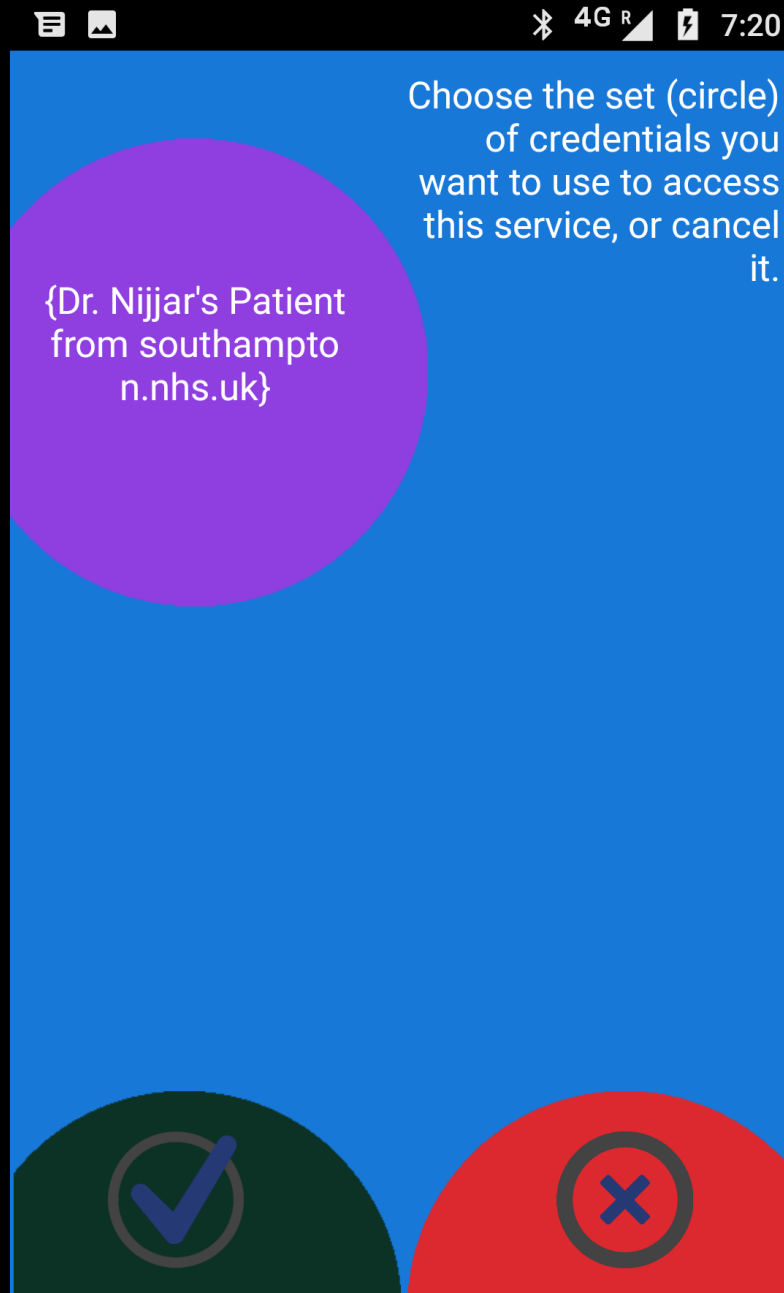 4G R 7:20
Choose the set (circle)
of credentials you
want to use to access
this service, or cancel
it.
{Dr. Nijjar's Patient
from southampto
n.nhs.uk}